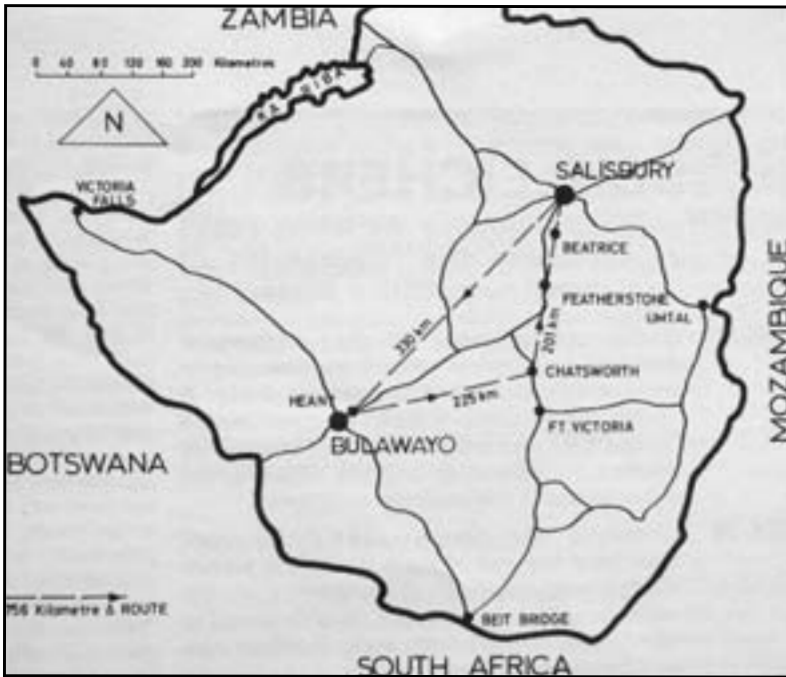 ZAMBIA
0 40 80 120 160 200 Kilometres
KARIBA
N
VICTORIA
FALLS
SALISBURY
BEATRICE
FEATHERSTONE
UMTALI
MOZAMBIQUE
330 km
201 km
CHATSWORTH
HEANY
225 km
FT. VICTORIA
BULAWAYO
BOTSWANA
756 Kilometre Δ ROUTE
BEIT BRIDGE
SOUTH AFRICA